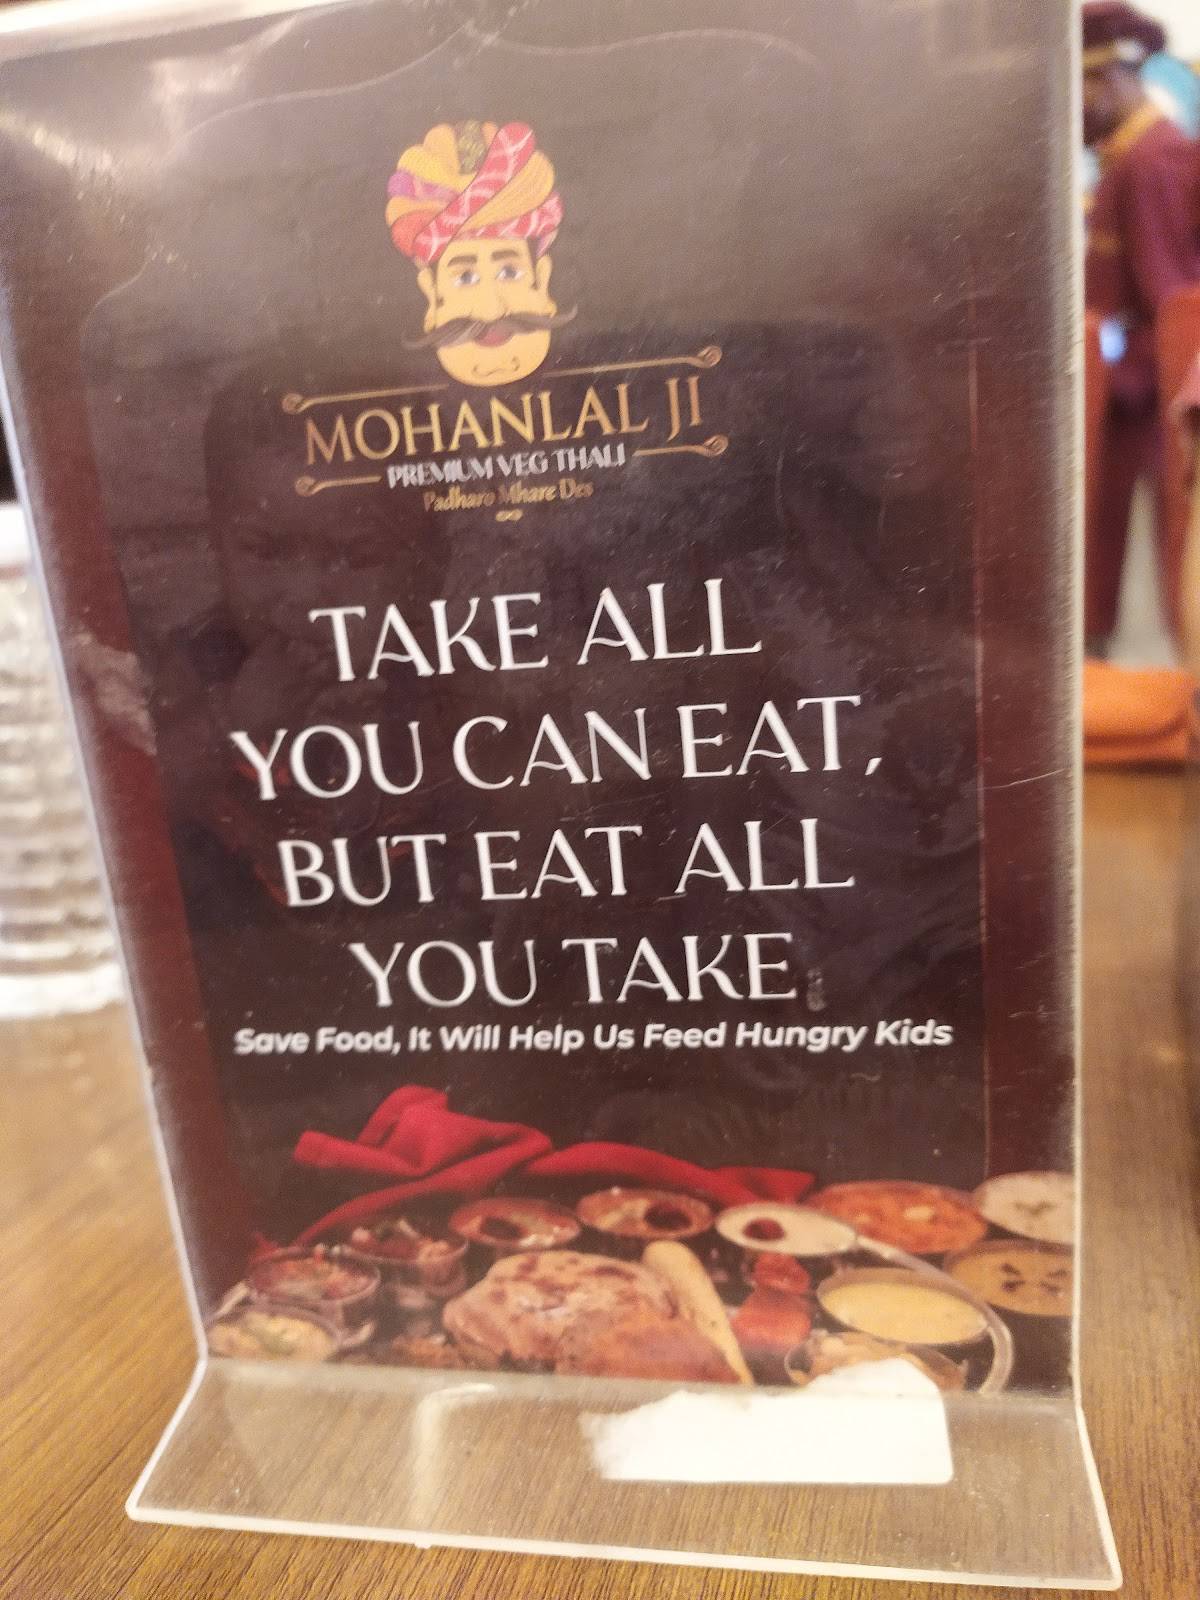 MOHANLAL JI
PREMIUM VEG THALI
Padharo Mhare Des
TAKE ALL
YOU CAN EAT,
BUT EAT ALL
YOU TAKE
Save Food, It Will Help Us Feed Hungry Kids